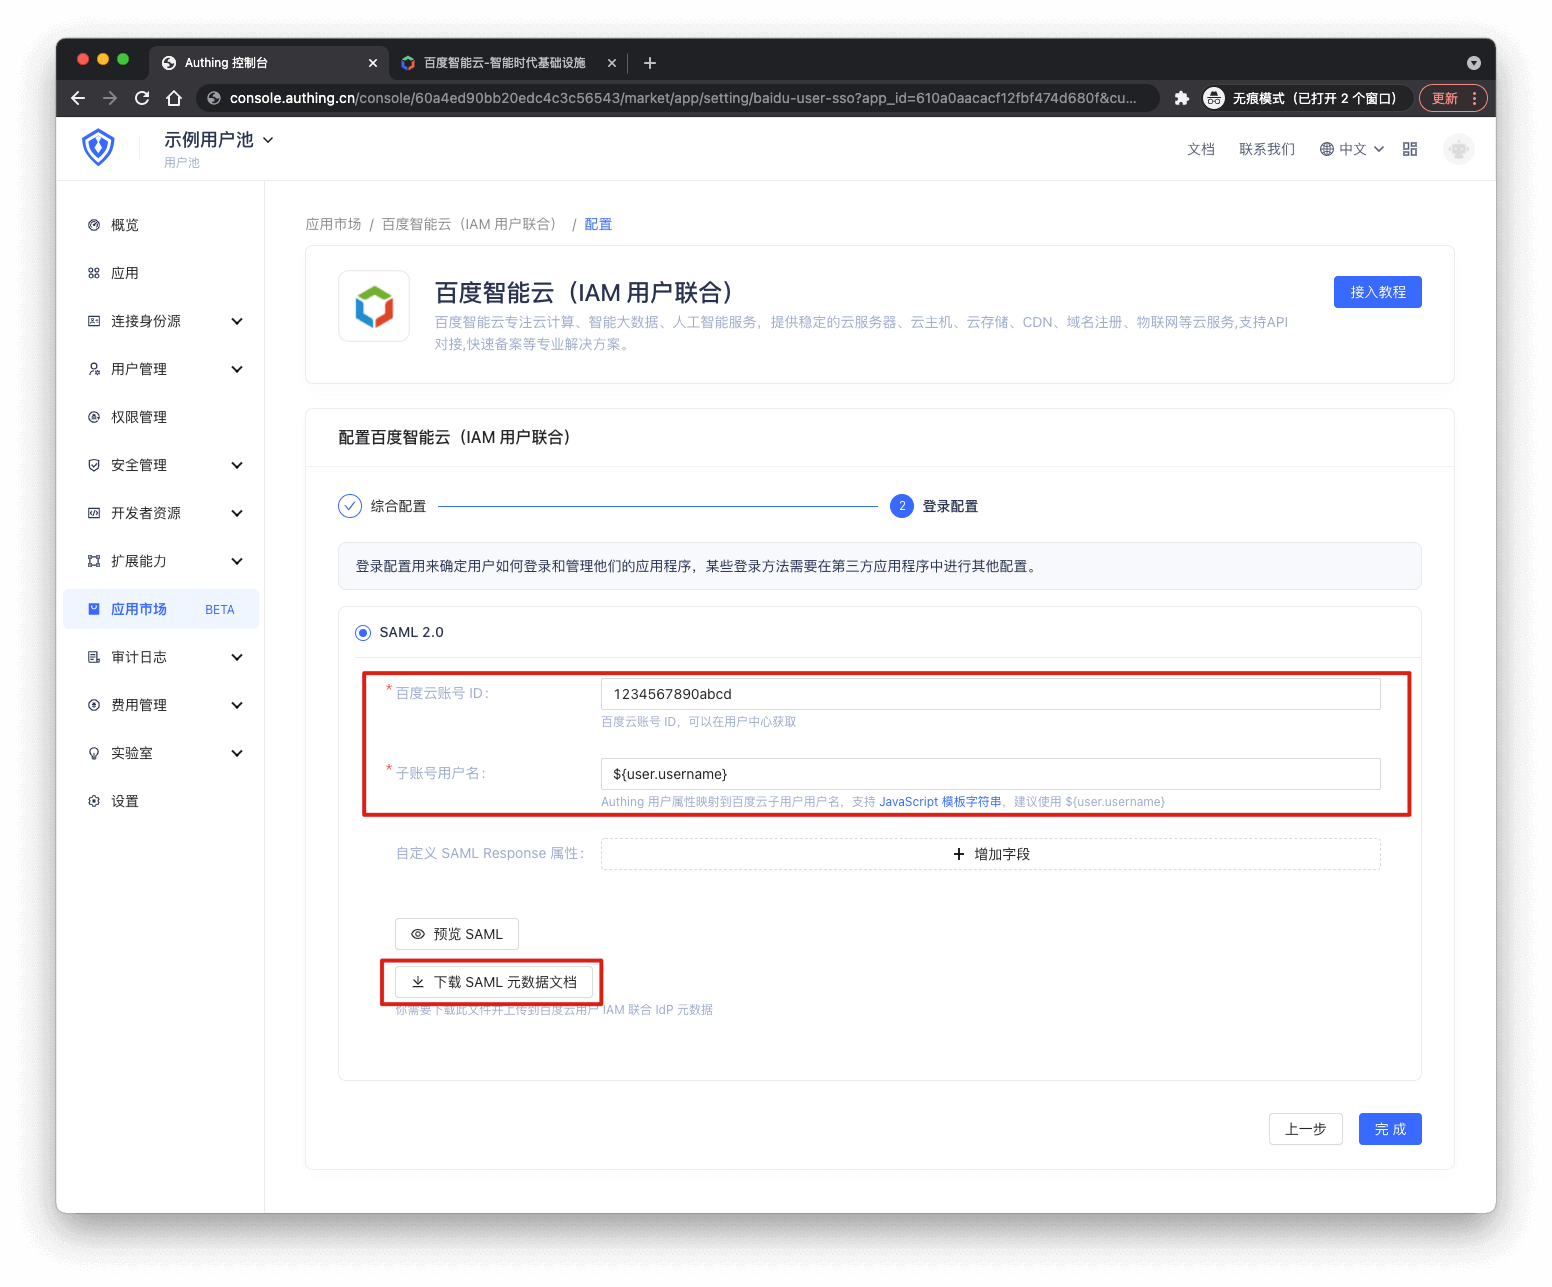 Authing 控制台
百度智能云-智能时代基础设施
console.authing.cn/console/60a4ed90bb20edc4c3c56543/market/app/setting/baidu-user-sso?app_id=610a0aacacf12fbf474d680f&cu...
无痕模式（已打开 2 个窗口）
更新
示例用户池
用户池
文档
联系我们
中文
概览
应用
连接身份源
用户管理
权限管理
安全管理
开发者资源
扩展能力
应用市场 BETA
审计日志
费用管理
实验室
设置
应用市场 / 百度智能云（IAM 用户联合） / 配置
百度智能云（IAM 用户联合）
接入教程
百度智能云专注云计算、智能大数据、人工智能服务，提供稳定的云服务器、云主机、云存储、CDN、域名注册、物联网等云服务,支持API
对接,快速备案等专业解决方案。
配置百度智能云（IAM 用户联合）
综合配置
2 登录配置
登录配置用来确定用户如何登录和管理他们的应用程序，某些登录方法需要在第三方应用程序中进行其他配置。
SAML 2.0
* 百度云账号 ID：
1234567890abcd
百度云账号 ID，可以在用户中心获取
* 子账号用户名：
${user.username}
Authing 用户属性映射到百度云子用户用户名，支持 JavaScript 模板字符串，建议使用 ${user.username}
自定义 SAML Response 属性：
增加字段
预览 SAML
下载 SAML 元数据文档
你需要下载此文件并上传到百度云用户 IAM 联合 IdP 元数据
上一步
完 成